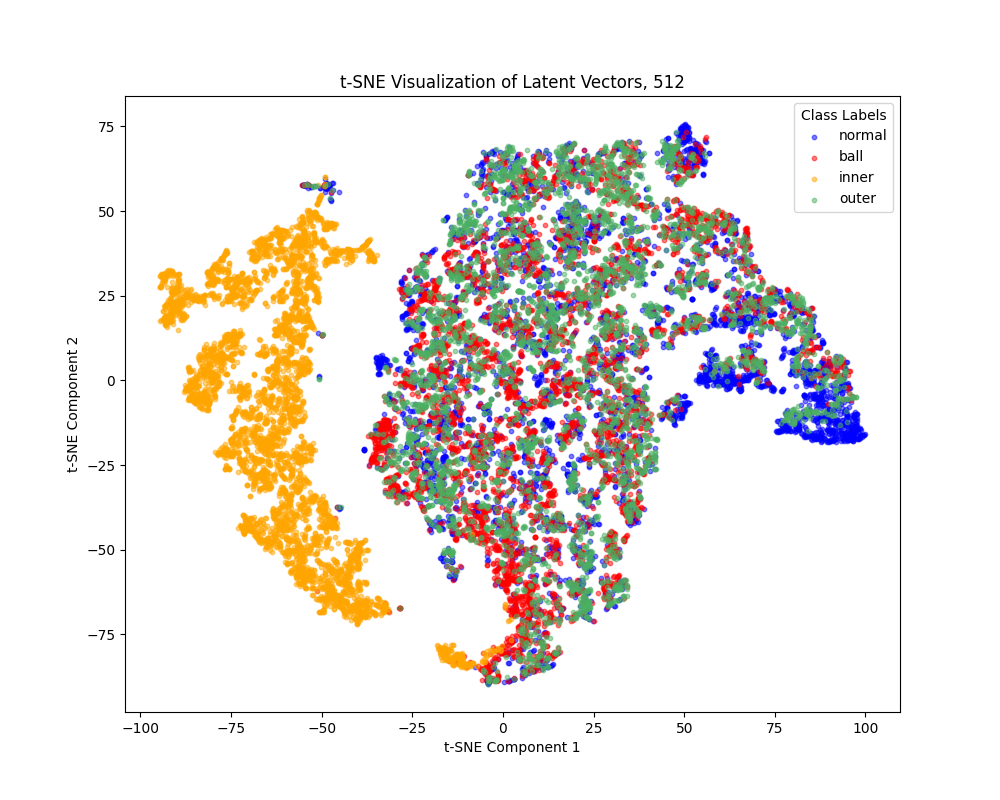 t-SNE Visualization of Latent Vectors, 512
Class Labels
normal
ball
inner
outer
75
50
25
0
−25
−50
−75
t-SNE Component 2
−100
−75
−50
−25
0
25
50
75
100
t-SNE Component 1